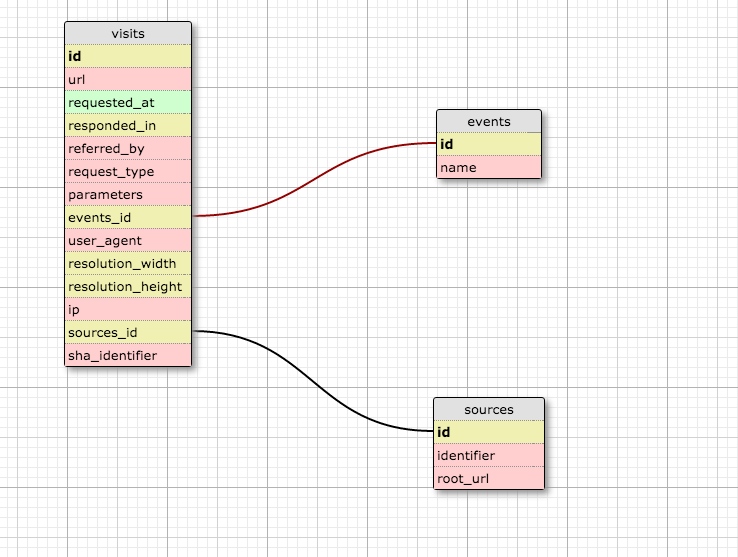 visits
id
url
requested_at
responded_in
referred_by
request_type
parameters
events_id
user_agent
resolution_width
resolution_height
ip
sources_id
sha_identifier
events
id
name
sources
id
identifier
root_url